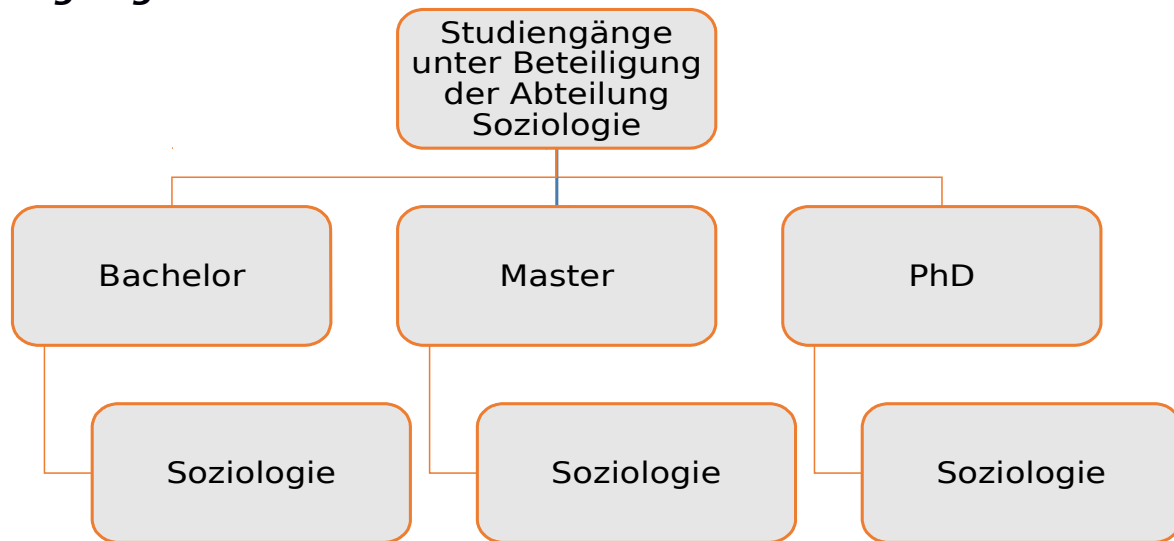 Studiengänge
unter Beteiligung
der Abteilung
Soziologie
Bachelor
Master
PhD
Soziologie
Soziologie
Soziologie